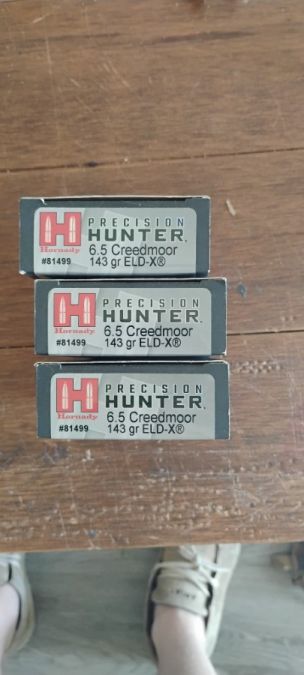 PRECISION
HUNTER®
Hornady
6.5 Creedmoor
#81499
143 gr ELD-X®
PRECISION
HUNTER®
Hornady
6.5 Creedmoor
#81499
143 gr ELD-X®
PRECISION
HUNTER®
Hornady
6.5 Creedmoor
#81499
143 gr ELD-X®